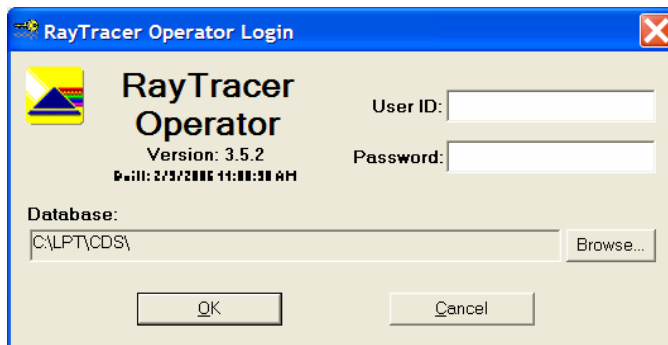 RayTracer Operator Login
RayTracer
Operator
Version: 3.5.2
User ID:
Password:
Database:
C:\LPT\CDS\
Browse...
OK
Cancel